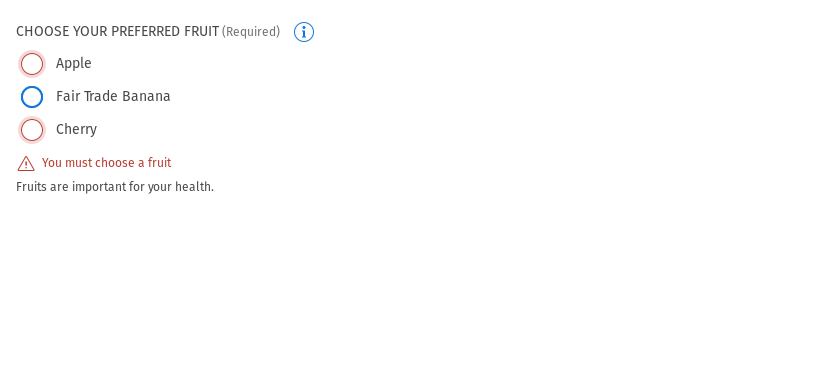 CHOOSE YOUR PREFERRED FRUIT (Required)
Apple
Fair Trade Banana
Cherry
You must choose a fruit
Fruits are important for your health.